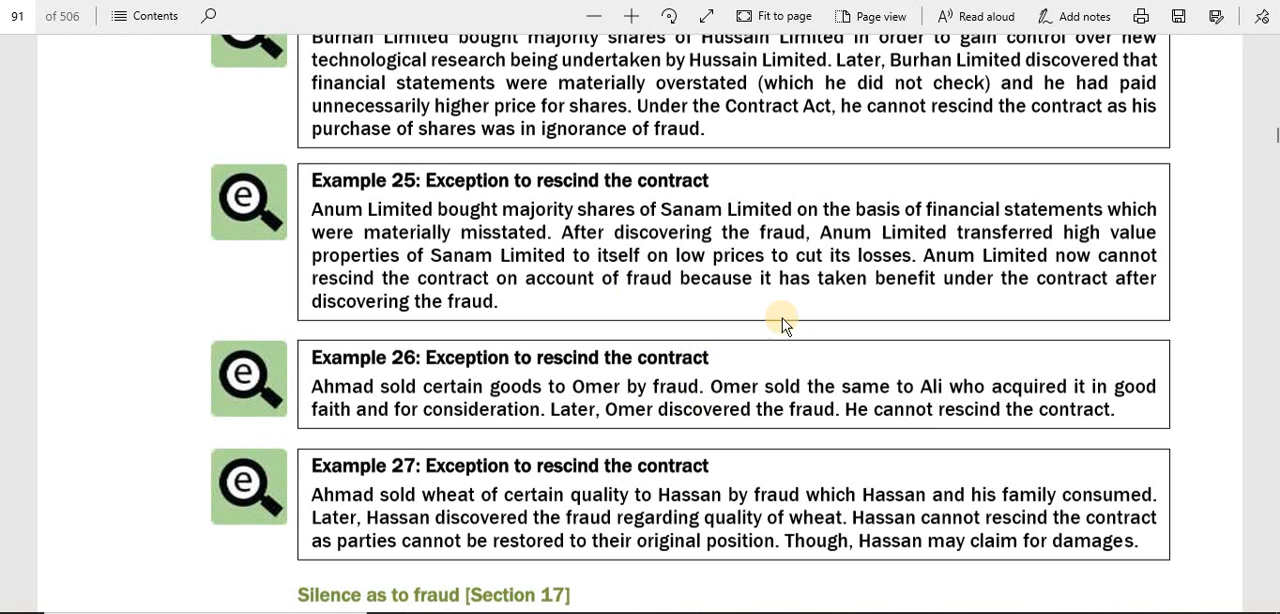 91 of 506 Contents Fit to page Page view Read aloud Add notes
Burhan Limited bought majority shares of Hussain Limited in order to gain control over new
technological research being undertaken by Hussain Limited. Later, Burhan Limited discovered that
financial statements were materially overstated (which he did not check) and he had paid
unnecessarily higher price for shares. Under the Contract Act, he cannot rescind the contract as his
purchase of shares was in ignorance of fraud.
Example 25: Exception to rescind the contract
Anum Limited bought majority shares of Sanam Limited on the basis of financial statements which
were materially misstated. After discovering the fraud, Anum Limited transferred high value
properties of Sanam Limited to itself on low prices to cut its losses. Anum Limited now cannot
rescind the contract on account of fraud because it has taken benefit under the contract after
discovering the fraud.
Example 26: Exception to rescind the contract
Ahmad sold certain goods to Omer by fraud. Omer sold the same to Ali who acquired it in good
faith and for consideration. Later, Omer discovered the fraud. He cannot rescind the contract.
Example 27: Exception to rescind the contract
Ahmad sold wheat of certain quality to Hassan by fraud which Hassan and his family consumed.
Later, Hassan discovered the fraud regarding quality of wheat. Hassan cannot rescind the contract
as parties cannot be restored to their original position. Though, Hassan may claim for damages.
Silence as to fraud [Section 17]